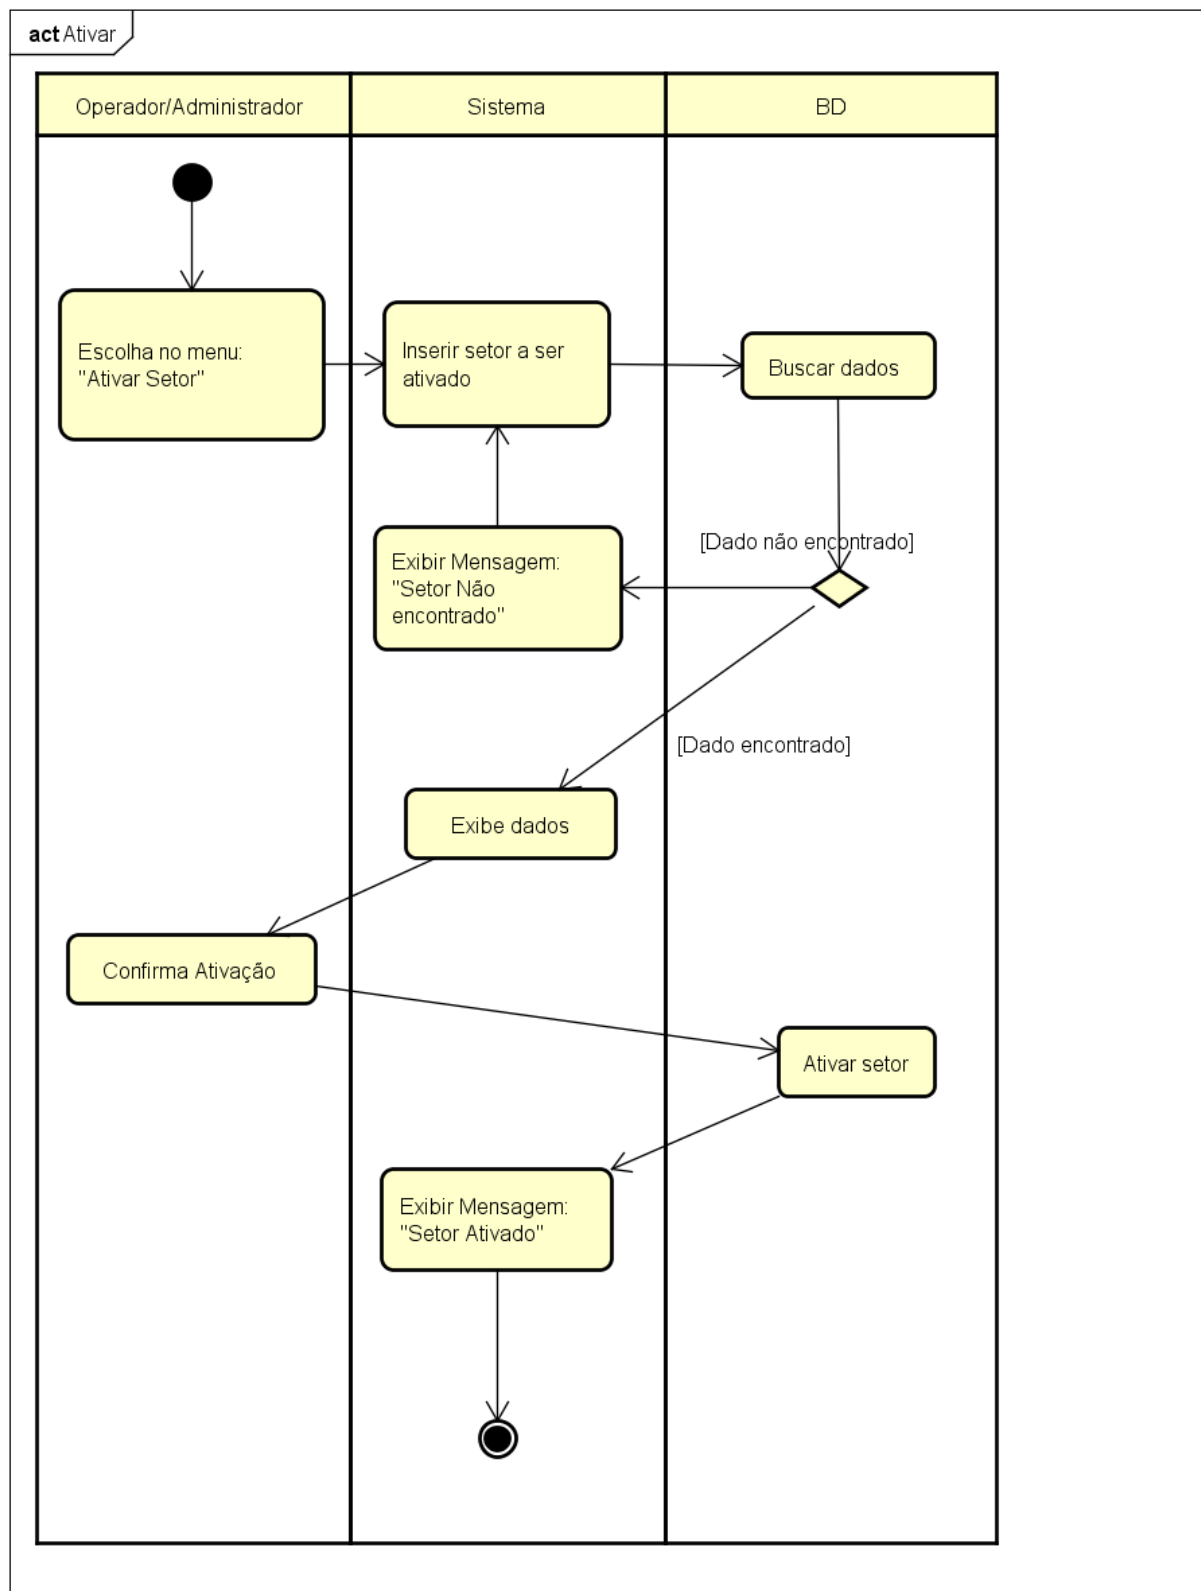 act Ativar
Operador/Administrador
Sistema
BD
Escolha no menu:
"Ativar Setor"
Inserir setor a ser
ativado
Buscar dados
[Dado não encontrado]
Exibir Mensagem:
"Setor Não
encontrado"
[Dado encontrado]
Exibe dados
Confirma Ativação
Ativar setor
Exibir Mensagem:
"Setor Ativado"